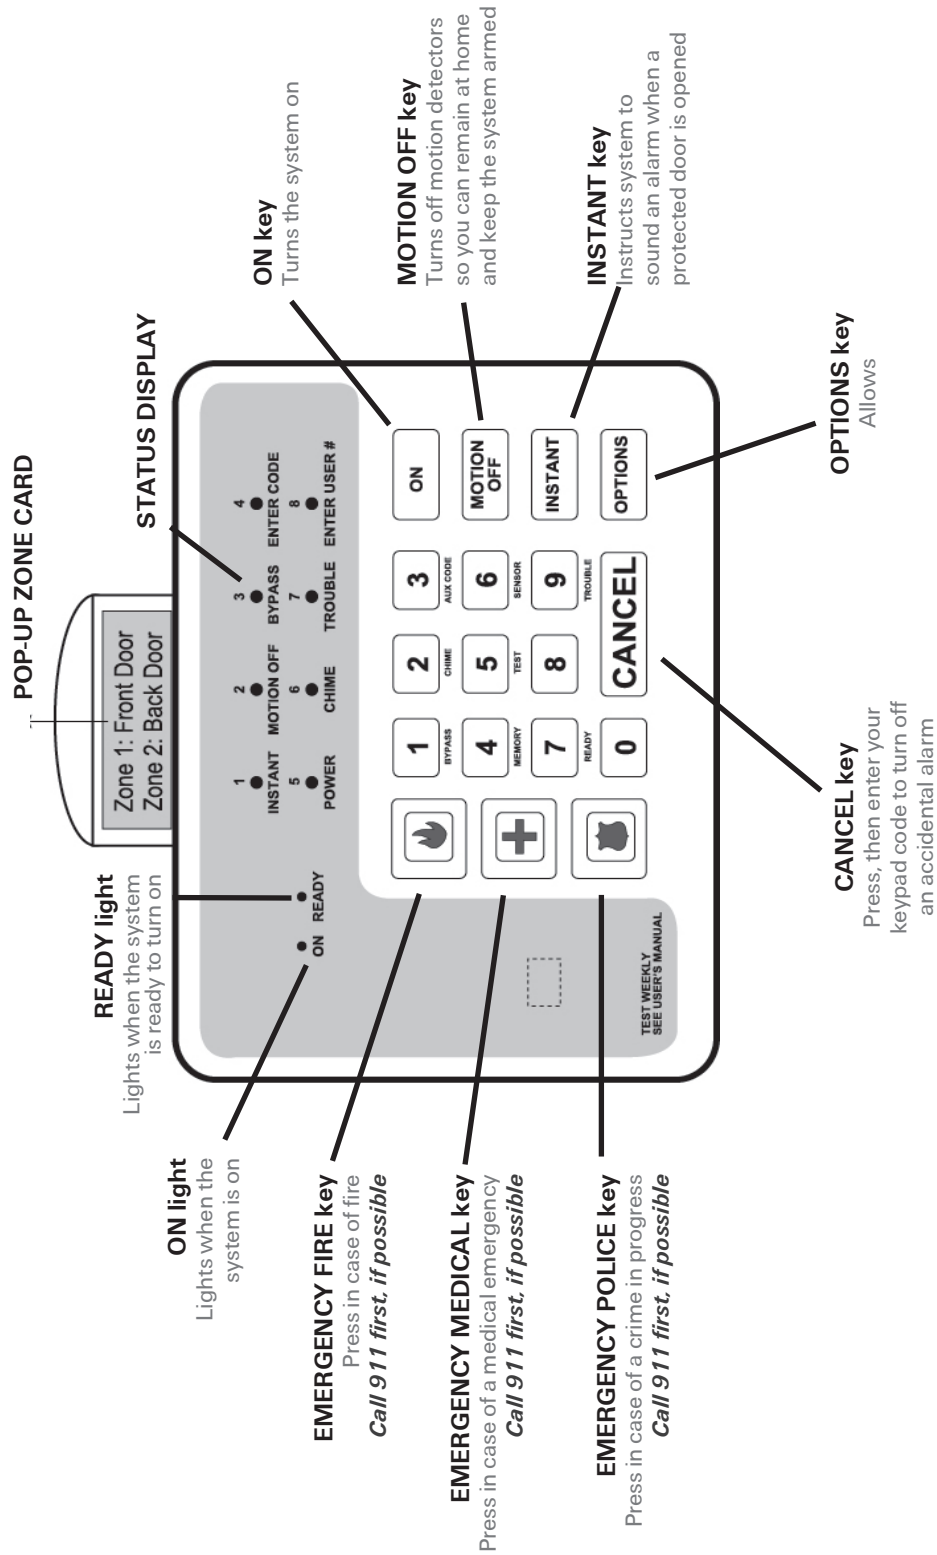 POP-UP ZONE CARD
Zone 1: Front Door
Zone 2: Back Door
STATUS DISPLAY
READY light
Lights when the system
is ready to turn on
ON light
Lights when the
system is on
EMERGENCY FIRE key
Press in case of fire
Call 911 first, if possible
EMERGENCY MEDICAL key
Press in case of a medical emergency
Call 911 first, if possible
EMERGENCY POLICE key
Press in case of a crime in progress
Call 911 first, if possible
ON READY
1 2 3 4
INSTANT MOTION OFF BYPASS ENTER CODE
5 6 7 8
POWER CHIME TROUBLE ENTER USER #
1 2 3 ON
BYPASS CHIME AUX CODE
4 5 6 MOTION
OFF
MEMORY TEST SENSOR
7 8 9 INSTANT
READY TROUBLE
0 CANCEL OPTIONS
TEST WEEKLY
SEE USER'S MANUAL
ON key
Turns the system on
MOTION OFF key
Turns off motion detectors
so you can remain at home
and keep the system armed
INSTANT key
Instructs system to
sound an alarm when a
protected door is opened
OPTIONS key
Allows
CANCEL key
Press, then enter your
keypad code to turn off
an accidental alarm